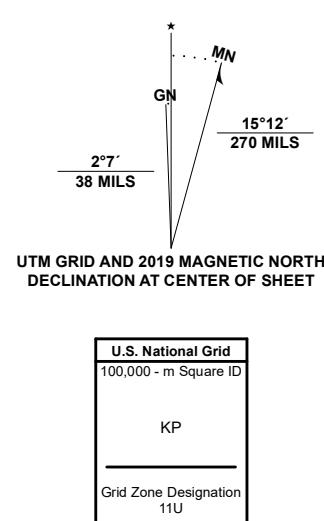 ★
MN
GN
15°12´
270 MILS
2°7´
38 MILS
UTM GRID AND 2019 MAGNETIC NORTH
DECLINATION AT CENTER OF SHEET
U.S. National Grid
100,000 - m Square ID
KP
Grid Zone Designation
11U